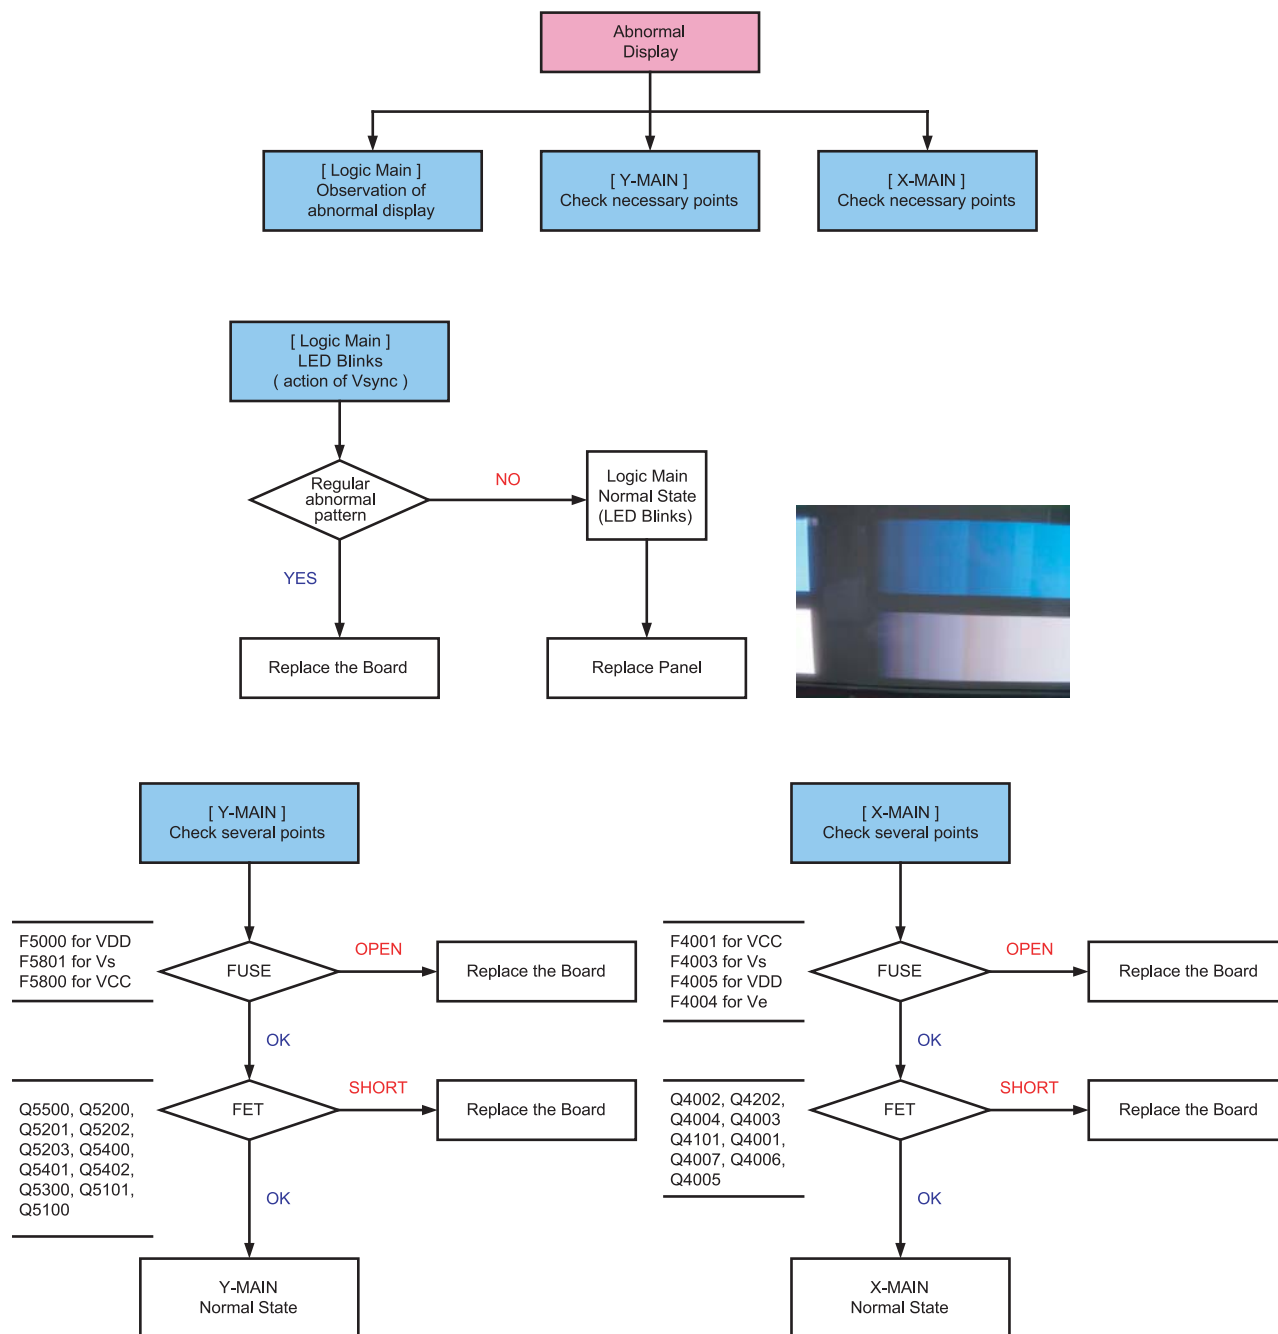 Abnormal
Display
[ Logic Main ]
Observation of
abnormal display
[ Y-MAIN ]
Check necessary points
[ X-MAIN ]
Check necessary points
[ Logic Main ]
LED Blinks
( action of Vsync )
Regular
abnormal
pattern
NO
Logic Main
Normal State
(LED Blinks)
YES
Replace the Board
Replace Panel
[ Y-MAIN ]
Check several points
F5000 for VDD
F5801 for Vs
F5800 for VCC
FUSE
OPEN
Replace the Board
OK
Q5500, Q5200,
Q5201, Q5202,
Q5203, Q5400,
Q5401, Q5402,
Q5300, Q5101,
Q5100
FET
SHORT
Replace the Board
OK
Y-MAIN
Normal State
[ X-MAIN ]
Check several points
F4001 for VCC
F4003 for Vs
F4005 for VDD
F4004 for Ve
FUSE
OPEN
Replace the Board
OK
Q4002, Q4202,
Q4004, Q4003
Q4101, Q4001,
Q4007, Q4006,
Q4005
FET
SHORT
Replace the Board
OK
X-MAIN
Normal State